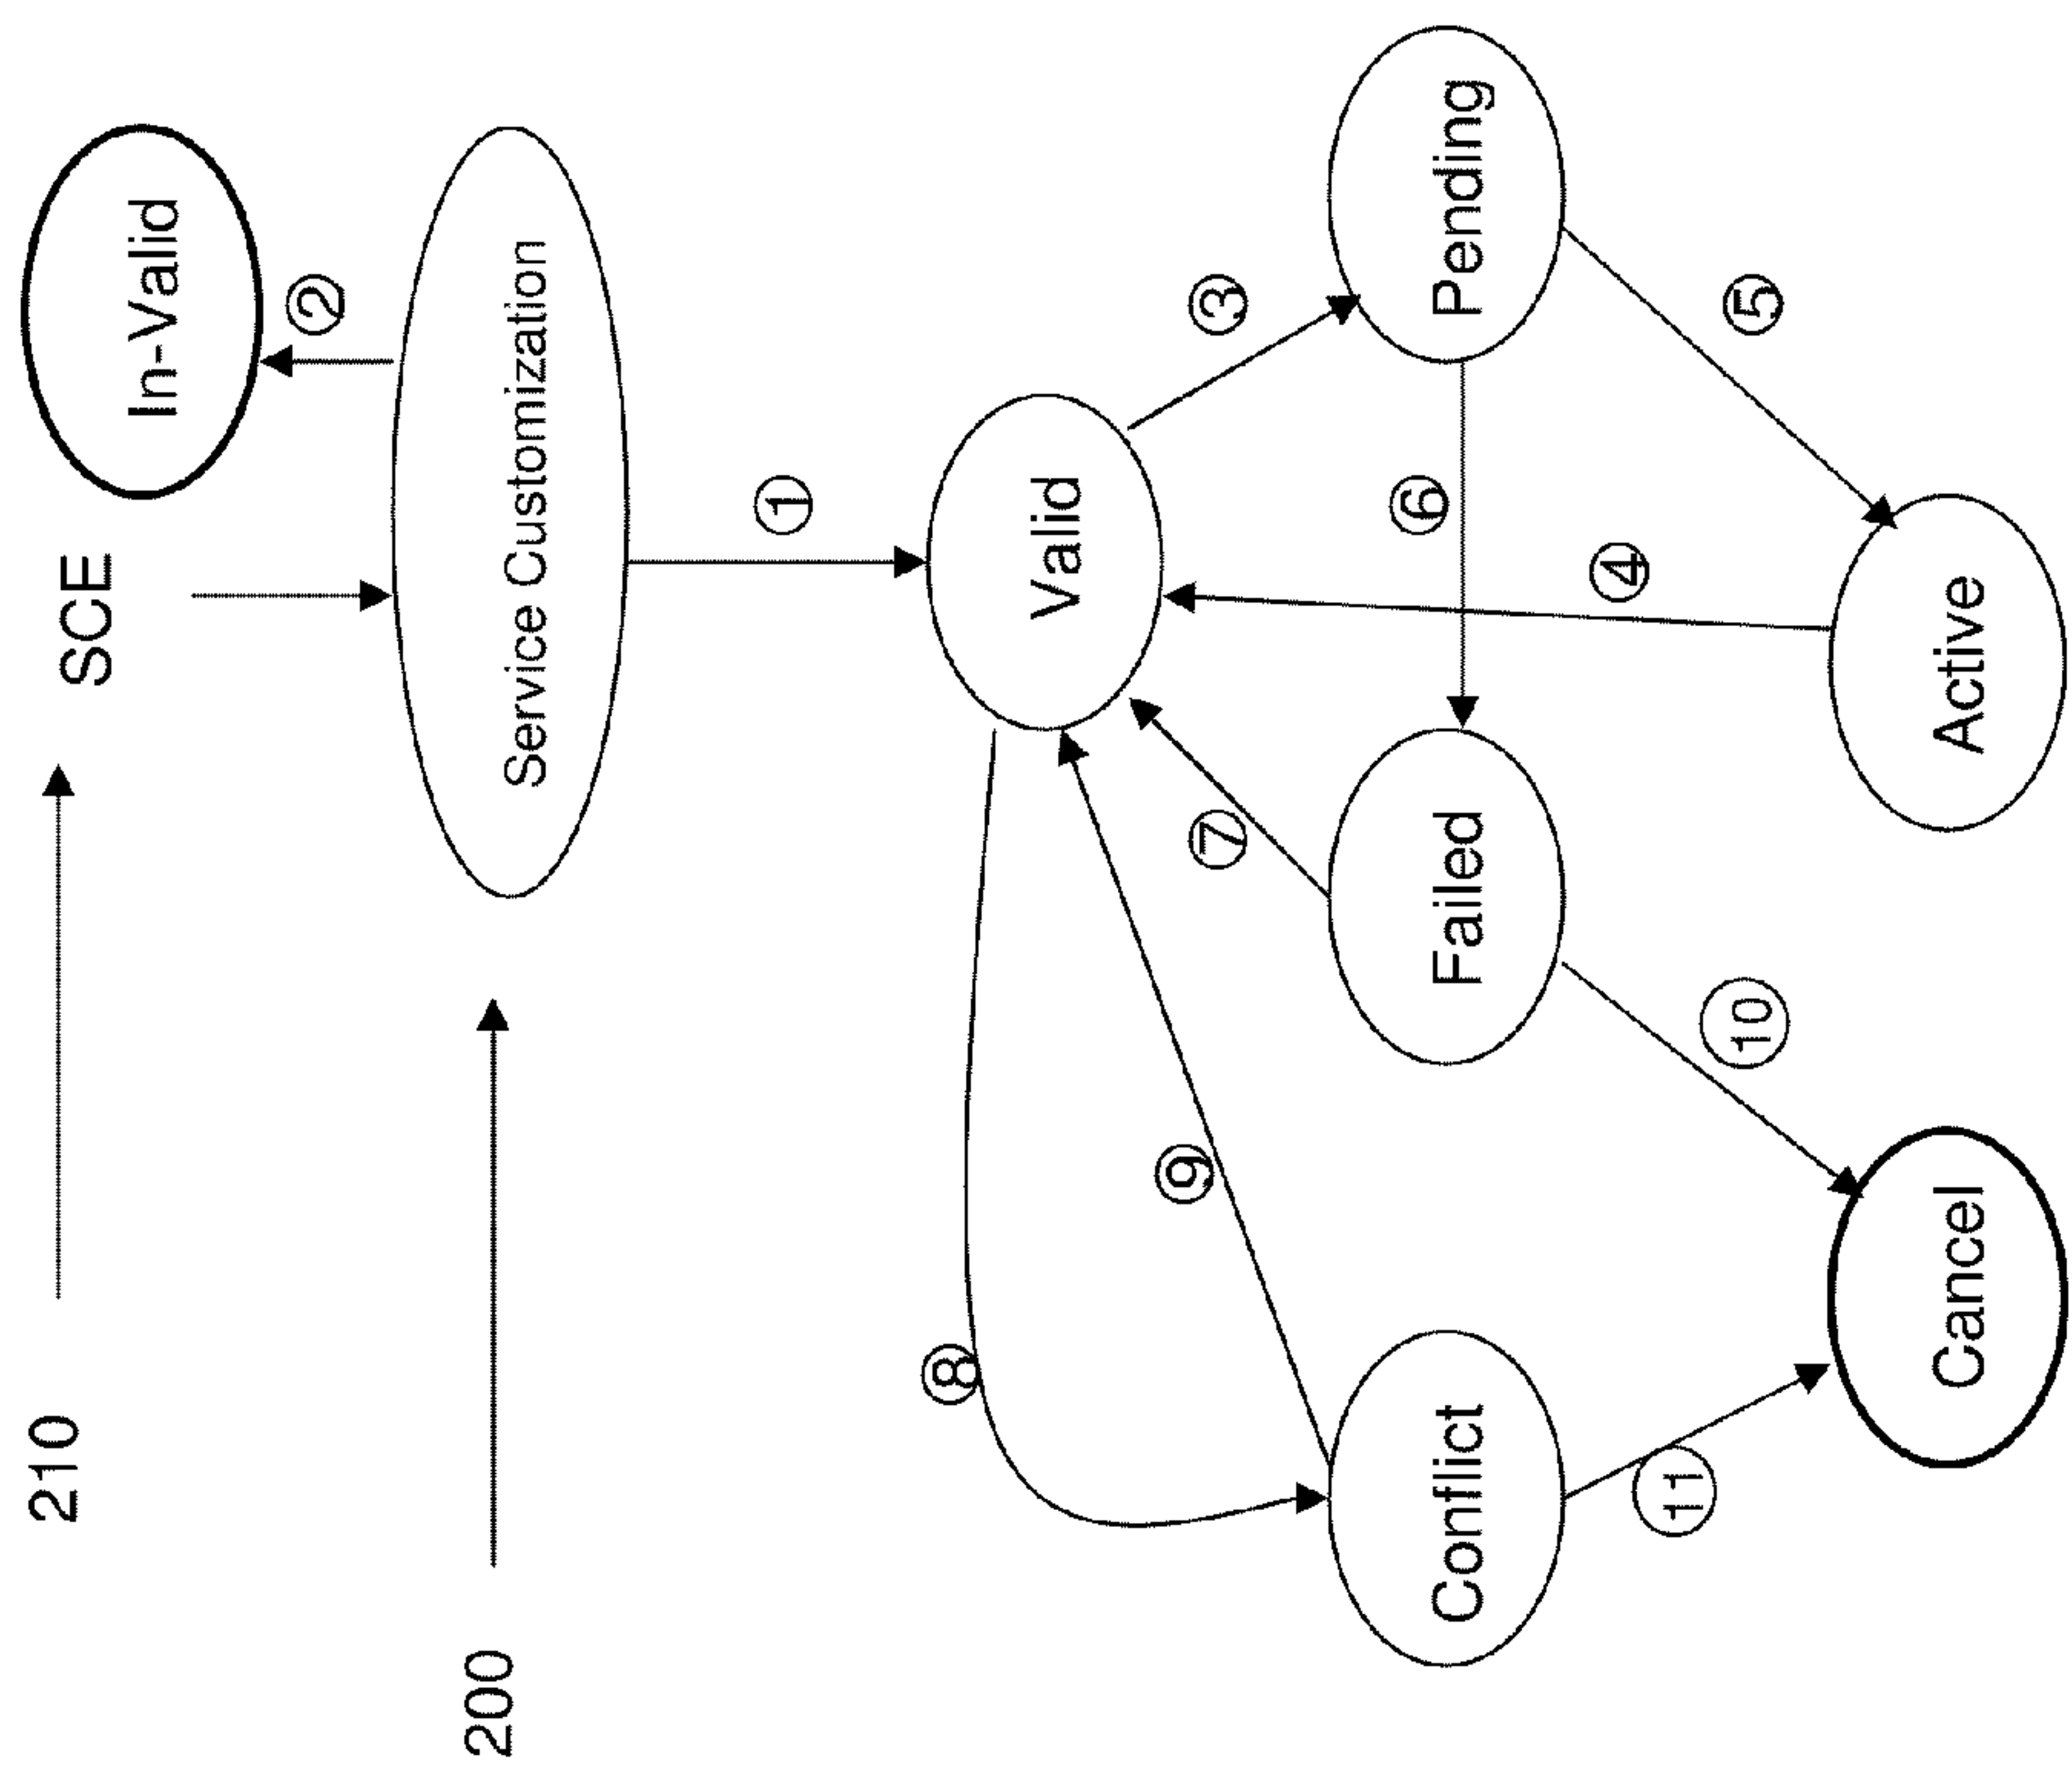 210
SCE
In-Valid
②
200
Service Customization
①
Valid
⑧
⑨
⑦
③
⑥
Conflict
Failed
Pending
④
⑪
⑩
⑤
Cancel
Active